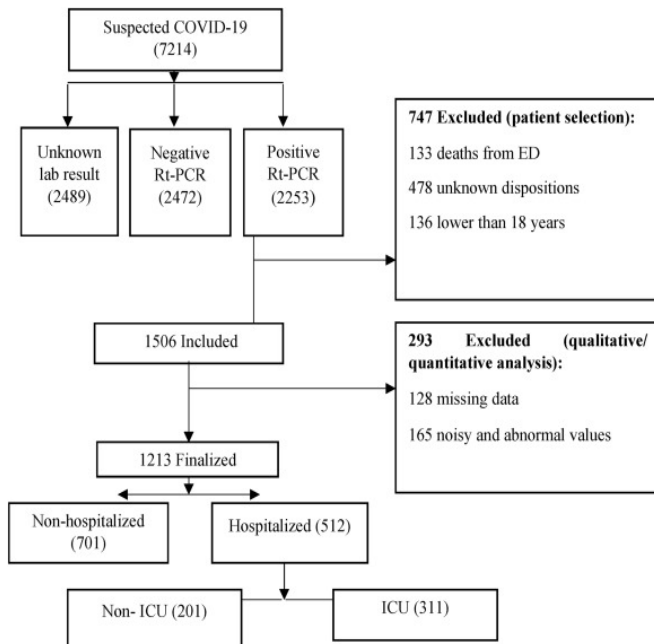 Suspected COVID-19
(7214)
Unknown
lab result
(2489)
Negative
Rt-PCR
(2472)
Positive
Rt-PCR
(2253)
747 Excluded (patient selection):
133 deaths from ED
478 unknown dispositions
136 lower than 18 years
1506 Included
293 Excluded (qualitative/
quantitative analysis):
128 missing data
165 noisy and abnormal values
1213 Finalized
Non-hospitalized
(701)
Hospitalized (512)
Non- ICU (201)
ICU (311)